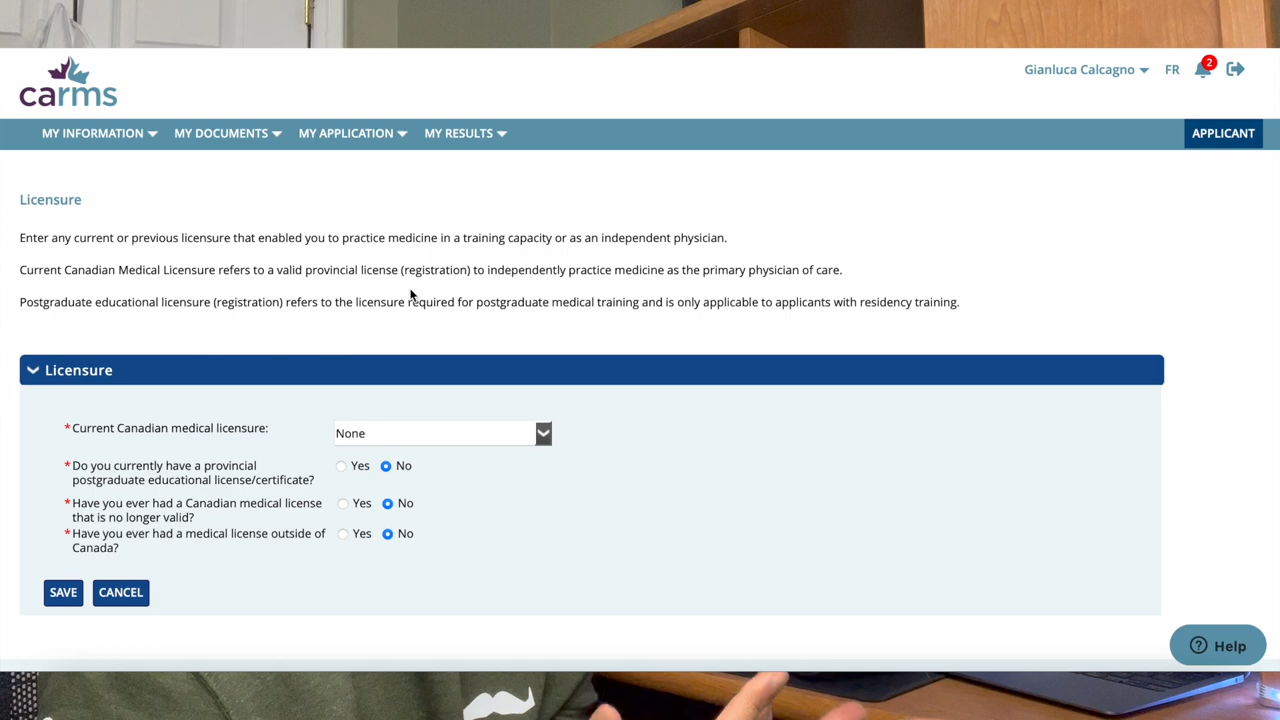 carms
Gianluca Calcagno
FR
2
MY INFORMATION
MY DOCUMENTS
MY APPLICATION
MY RESULTS
APPLICANT
Licensure
Enter any current or previous licensure that enabled you to practice medicine in a training capacity or as an independent physician.
Current Canadian Medical Licensure refers to a valid provincial license (registration) to independently practice medicine as the primary physician of care.
Postgraduate educational licensure (registration) refers to the licensure required for postgraduate medical training and is only applicable to applicants with residency training.
Licensure
*Current Canadian medical licensure:
None
*Do you currently have a provincial
postgraduate educational license/certificate?
Yes No
*Have you ever had a Canadian medical license
that is no longer valid?
Yes No
*Have you ever had a medical license outside of
Canada?
Yes No
SAVE
CANCEL
? Help